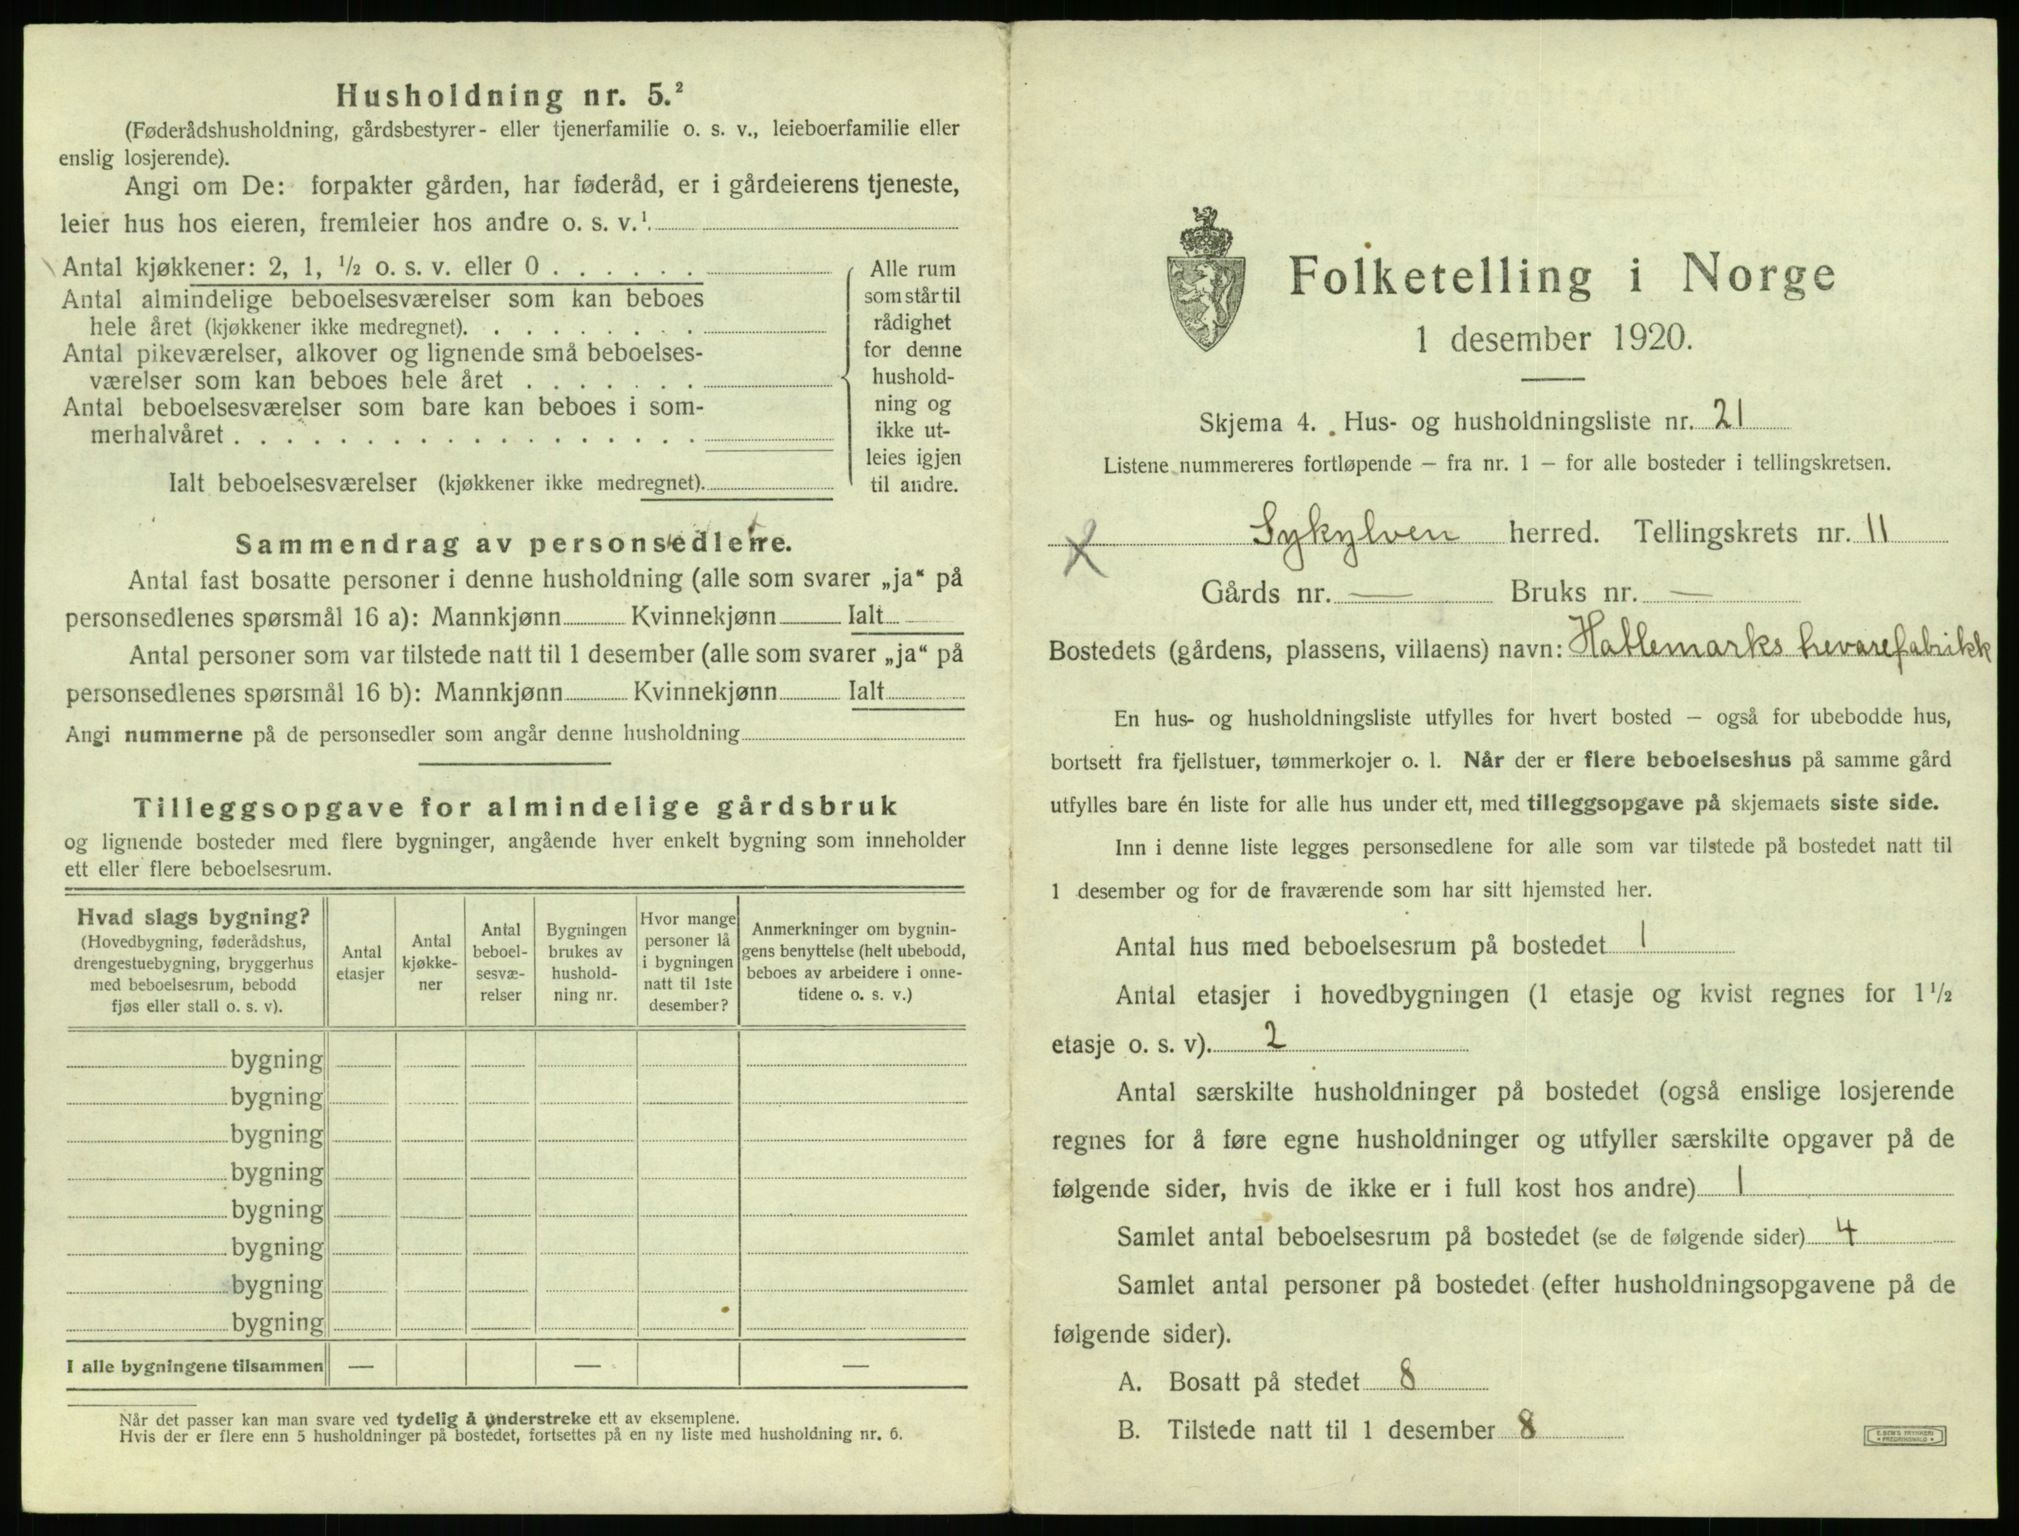 Husholdning nr. 5.²
(Føderådshusholdning, gårdsbestyrer- eller tjenerfamilie o. s. v., leieboerfamilie eller
enslig losjerende).
Angi om De: forpakter gården, har føderåd, er i gårdeierens tjeneste,
leier hus hos eieren, fremleier hos andre o. s. v.¹
Antal kjøkkener: 2, 1, ½ o. s. v. eller 0
Antal almindelige beboelsesværelser som kan beboes
hele året (kjøkkener ikke medregnet).
Antal pikeværelser, alkover og lignende små beboelses-
værelser som kan beboes hele året
Antal beboelsesværelser som bare kan beboes i som-
merhalvåret
Ialt beboelsesværelser (kjøkkener ikke medregnet).
Alle rum
som står til
rådighet
for denne
hushold-
ning og
ikke ut-
leies igjen
til andre.
Sammendrag av personsedlene.
Antal fast bosatte personer i denne husholdning (alle som svarer „ja“ på
personsedlenes spørsmål 16 a): Mannkjønn Kvinnekjønn Ialt
Antal personer som var tilstede natt til 1 desember (alle som svarer „ja“ på
personsedlenes spørsmål 16 b): Mannkjønn Kvinnekjønn Ialt
Angi nummerne på de personsedler som angår denne husholdning
Tilleggsopgave for almindelige gårdsbruk
og lignende bosteder med flere bygninger, angående hver enkelt bygning som inneholder
ett eller flere beboelsesrum.
Hvad slags bygning?
(Hovedbygning, føderådshus,
drengestuebygning, bryggerhus
med beboelsesrum, bebodd
fjøs eller stall o. s. v).
Antal
etasjer
Antal
kjøkke-
ner
Antal
beboel-
sesvæ-
relser
Bygningen
brukes av
hushold-
ning nr.
Hvor mange
personer lå
i bygningen
natt til 1ste
desember?
Anmerkninger om bygnin-
gens benyttelse (helt ubebodd,
beboes av arbeidere i onne-
tidene o. s. v.)
bygning
bygning
bygning
bygning
bygning
bygning
bygning
bygning
I alle bygningene tilsammen — — —
Når det passer kan man svare ved tydelig å understreke ett av eksemplene.
Hvis der er flere enn 5 husholdninger på bostedet, fortsettes på en ny liste med husholdning nr. 6.
Folketelling i Norge
1 desember 1920.
Skjema 4. Hus- og husholdningsliste nr. 21
Listene nummereres fortløpende – fra nr. 1 – for alle bosteder i tellingskretsen.
X Sykylven herred. Tellingskrets nr. 11
Gårds nr. — Bruks nr. —
Bostedets (gårdens, plassens, villaens) navn: Hatlemarks trevarefabrikk
En hus- og husholdningsliste utfylles for hvert bosted – også for ubebodde hus,
bortsett fra fjellstuer, tømmerkojer o. l. Når der er flere beboelseshus på samme gård
utfylles bare én liste for alle hus under ett, med tilleggsopgave på skjemaets siste side.
Inn i denne liste legges personsedlene for alle som var tilstede på bostedet natt til
1 desember og for de fraværende som har sitt hjemsted her.
Antal hus med beboelsesrum på bostedet 1
Antal etasjer i hovedbygningen (1 etasje og kvist regnes for 1½
etasje o. s. v). 2
Antal særskilte husholdninger på bostedet (også enslige losjerende
regnes for å føre egne husholdninger og utfyller særskilte opgaver på de
følgende sider, hvis de ikke er i full kost hos andre) 1
Samlet antal beboelsesrum på bostedet (se de følgende sider) 4
Samlet antal personer på bostedet (efter husholdningsopgavene på de
følgende sider).
A. Bosatt på stedet 8
B. Tilstede natt til 1 desember 8